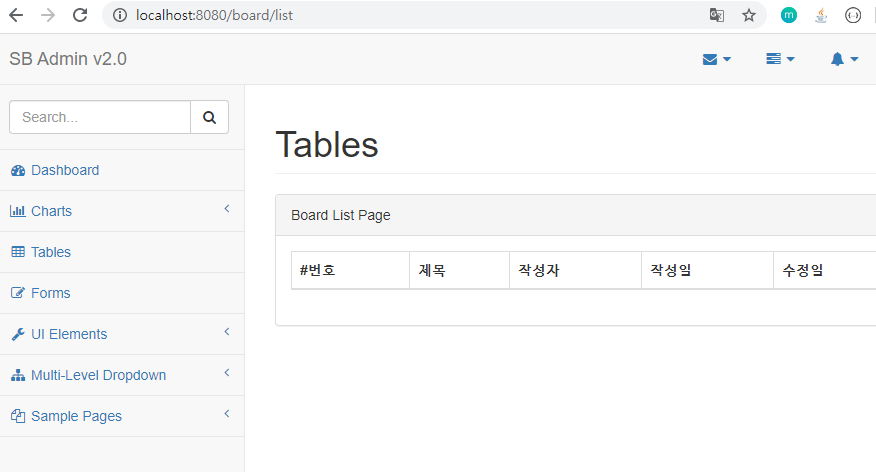 localhost:8080/board/list
m
SB Admin v2.0
Search...
Dashboard
Charts
Tables
Forms
UI Elements
Multi-Level Dropdown
Sample Pages
Tables
Board List Page
#번호 제목 작성자 작성일 수정일